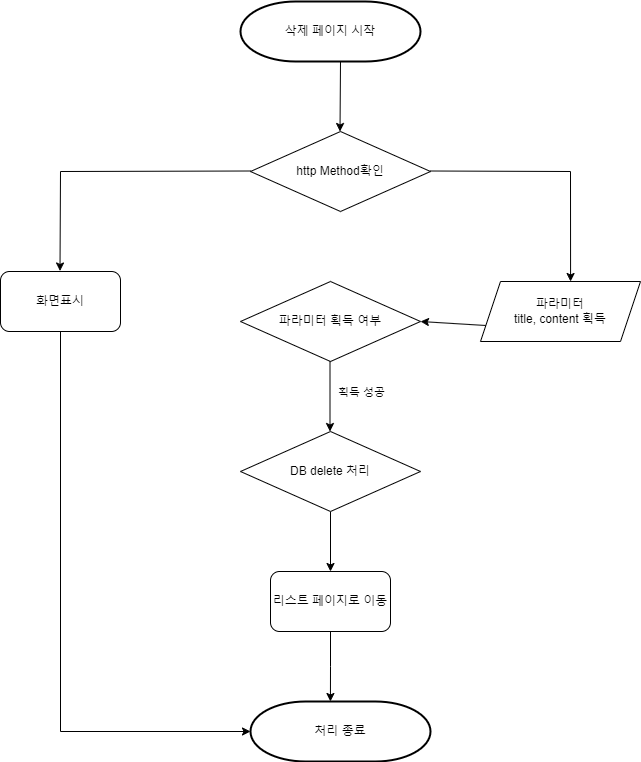 삭제 페이지 시작
http Method확인
화면표시
파라미터
title, content 획득
파라미터 획득 여부
획득 성공
DB delete 처리
리스트 페이지로 이동
처리 종료